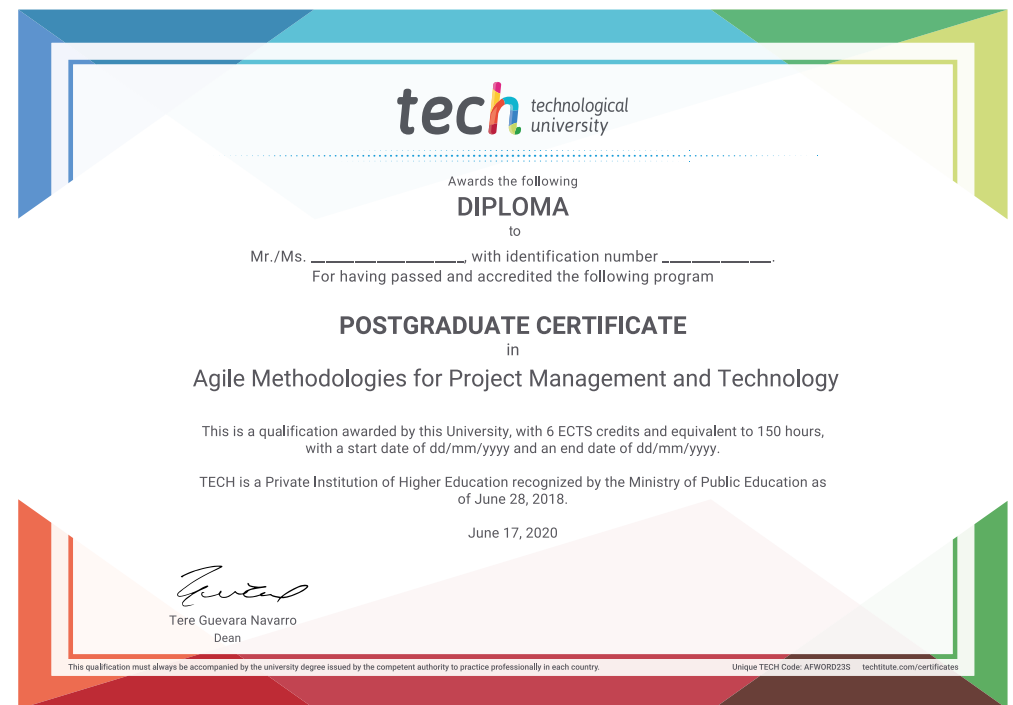 tech technological
university
Awards the following
DIPLOMA
to
Mr./Ms. ________________, with identification number ____________.
For having passed and accredited the following program
POSTGRADUATE CERTIFICATE
in
Agile Methodologies for Project Management and Technology
This is a qualification awarded by this University, with 6 ECTS credits and equivalent to 150 hours,
with a start date of dd/mm/yyyy and an end date of dd/mm/yyyy.
TECH is a Private Institution of Higher Education recognized by the Ministry of Public Education as
of June 28, 2018.
June 17, 2020
Tere Guevara Navarro
Dean
This qualification must always be accompanied by the university degree issued by the competent authority to practice professionally in each country.
Unique TECH Code: AFWORD23S techtitute.com/certificates